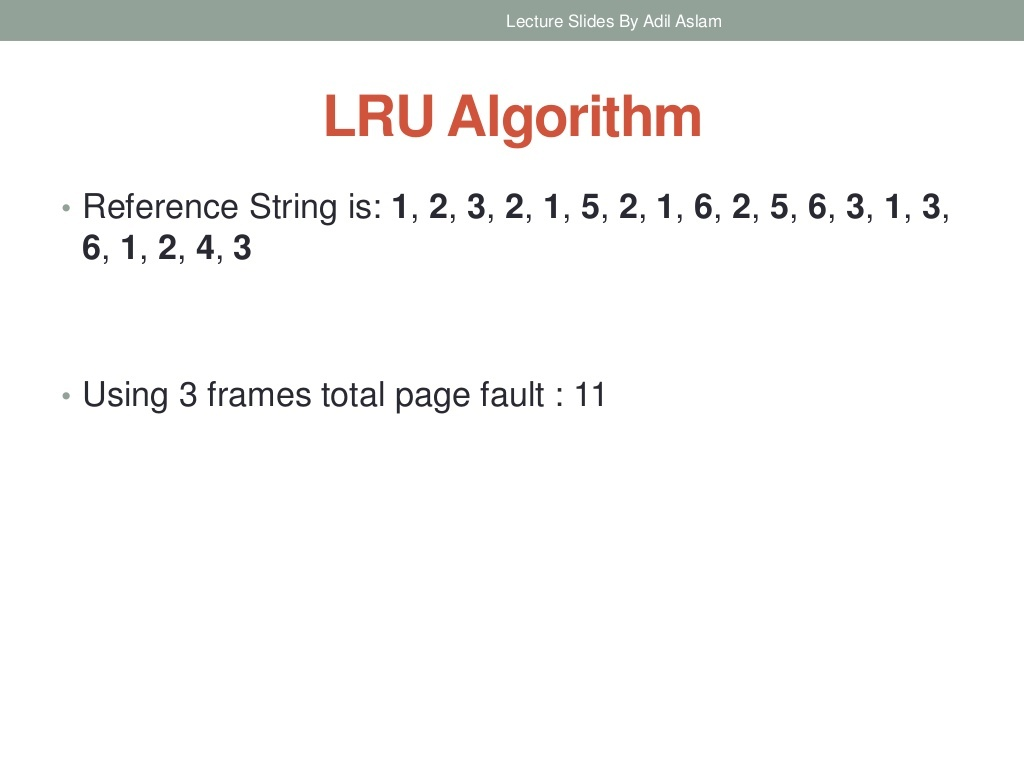 Lecture Slides By Adil Aslam
LRU Algorithm
• Reference String is: 1, 2, 3, 2, 1, 5, 2, 1, 6, 2, 5, 6, 3, 1, 3,
6, 1, 2, 4, 3
• Using 3 frames total page fault : 11